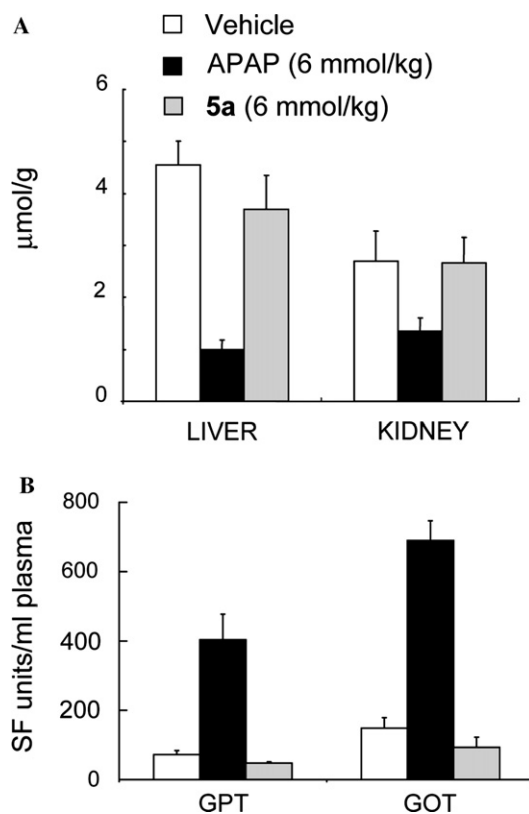 A
Vehicle
APAP (6 mmol/kg)
5a (6 mmol/kg)
μmol/g
6
4
2
0
LIVER KIDNEY
B
SF units/ml plasma
800
600
400
200
0
GPT GOT